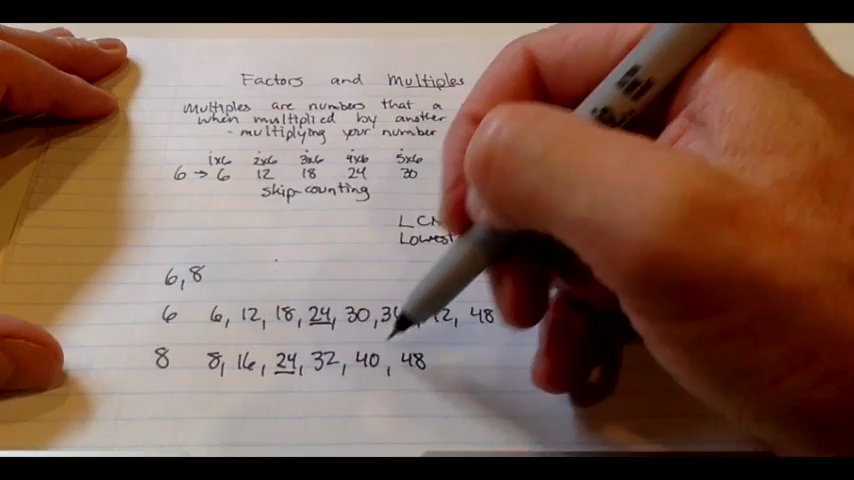 Factors and Multiples
Multiples are numbers that a
when multiplied by another
- multiplying your number
1x6 2x6 3x6 4x6 5x6
6 → 6 12 18 24 30
skip-counting
Lowest
6, 8
6 6, 12, 18, 24, 30, 48
8 8, 16, 24, 32, 40, 48